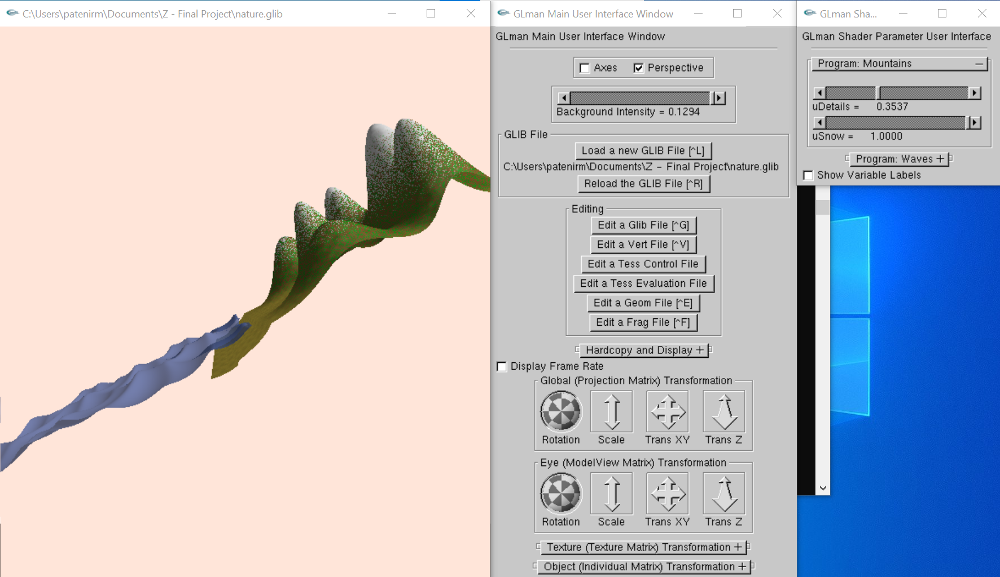 C:\Users\patenirm\Documents\Z - Final Project\nature.glib
GLman Main User Interface Window
GLman Main User Interface Window
Axes
Perspective
Background Intensity = 0.1294
GLIB File
Load a new GLIB File [^L]
C:\Users\patenirm\Documents\Z - Final Project\nature.glib
Reload the GLIB File [^R]
Editing
Edit a Glib File [^G]
Edit a Vert File [^V]
Edit a Tess Control File
Edit a Tess Evaluation File
Edit a Geom File [^E]
Edit a Frag File [^F]
Hardcopy and Display +
Display Frame Rate
Global (Projection Matrix) Transformation
Rotation Scale Trans XY Trans Z
Eye (ModelView Matrix) Transformation
Rotation Scale Trans XY Trans Z
Texture (Texture Matrix) Transformation +
Object (Individual Matrix) Transformation +
GLman Sha...
GLman Shader Parameter User Interface
Program: Mountains –
uDetails = 0.3537
uSnow = 1.0000
Program: Waves +
Show Variable Labels